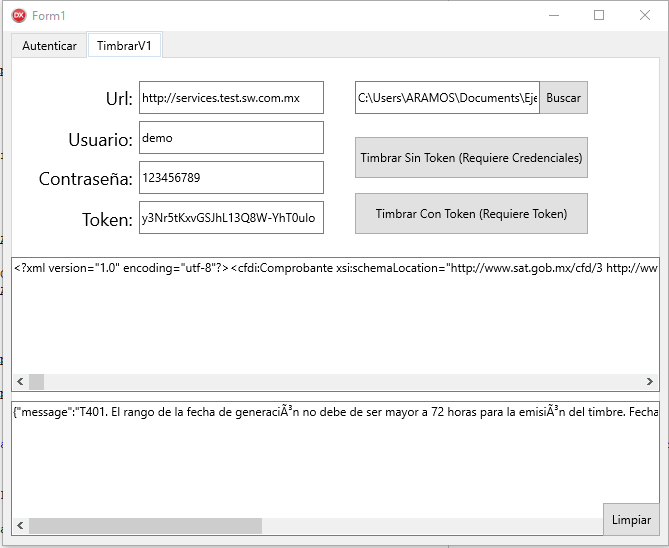 DX Form1
Autenticar TimbrarV1
Url: http://services.test.sw.com.mx
C:\Users\ARAMOS\Documents\Eje Buscar
Usuario: demo
Contraseña: 123456789
Timbrar Sin Token (Requiere Credenciales)
Token: y3Nr5tKxvGSJhL13Q8W-YhT0uIo
Timbrar Con Token (Requiere Token)
<?xml version="1.0" encoding="utf-8"?><cfdi:Comprobante xsi:schemaLocation="http://www.sat.gob.mx/cfd/3 http://ww
{"message":"T401. El rango de la fecha de generaciÃ³n no debe de ser mayor a 72 horas para la emisiÃ³n del timbre. Fecha
Limpiar